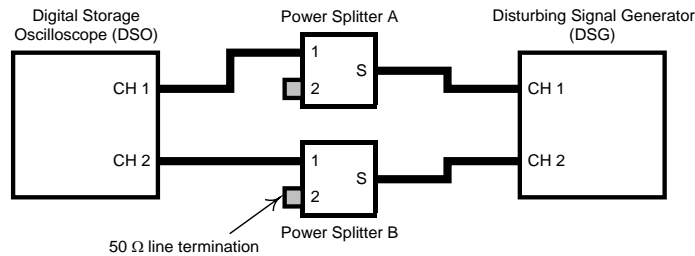 Digital Storage
Oscilloscope (DSO)
Power Splitter A
Disturbing Signal Generator
(DSG)
1
S
2
CH 1
CH 1
CH 2
1
S
2
CH 2
50 Ω line termination
Power Splitter B